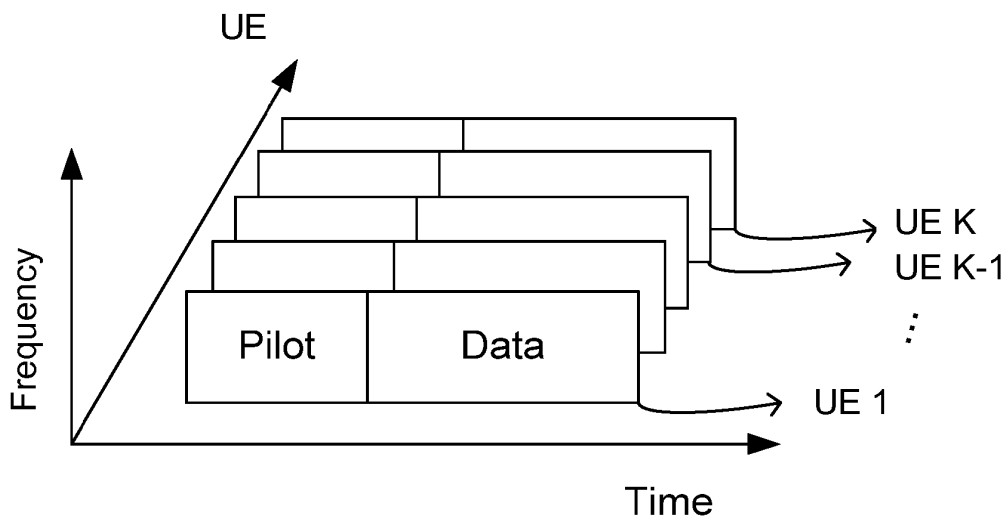 UE
UE K
UE K-1
⋮
Frequency
Pilot
Data
UE 1
Time